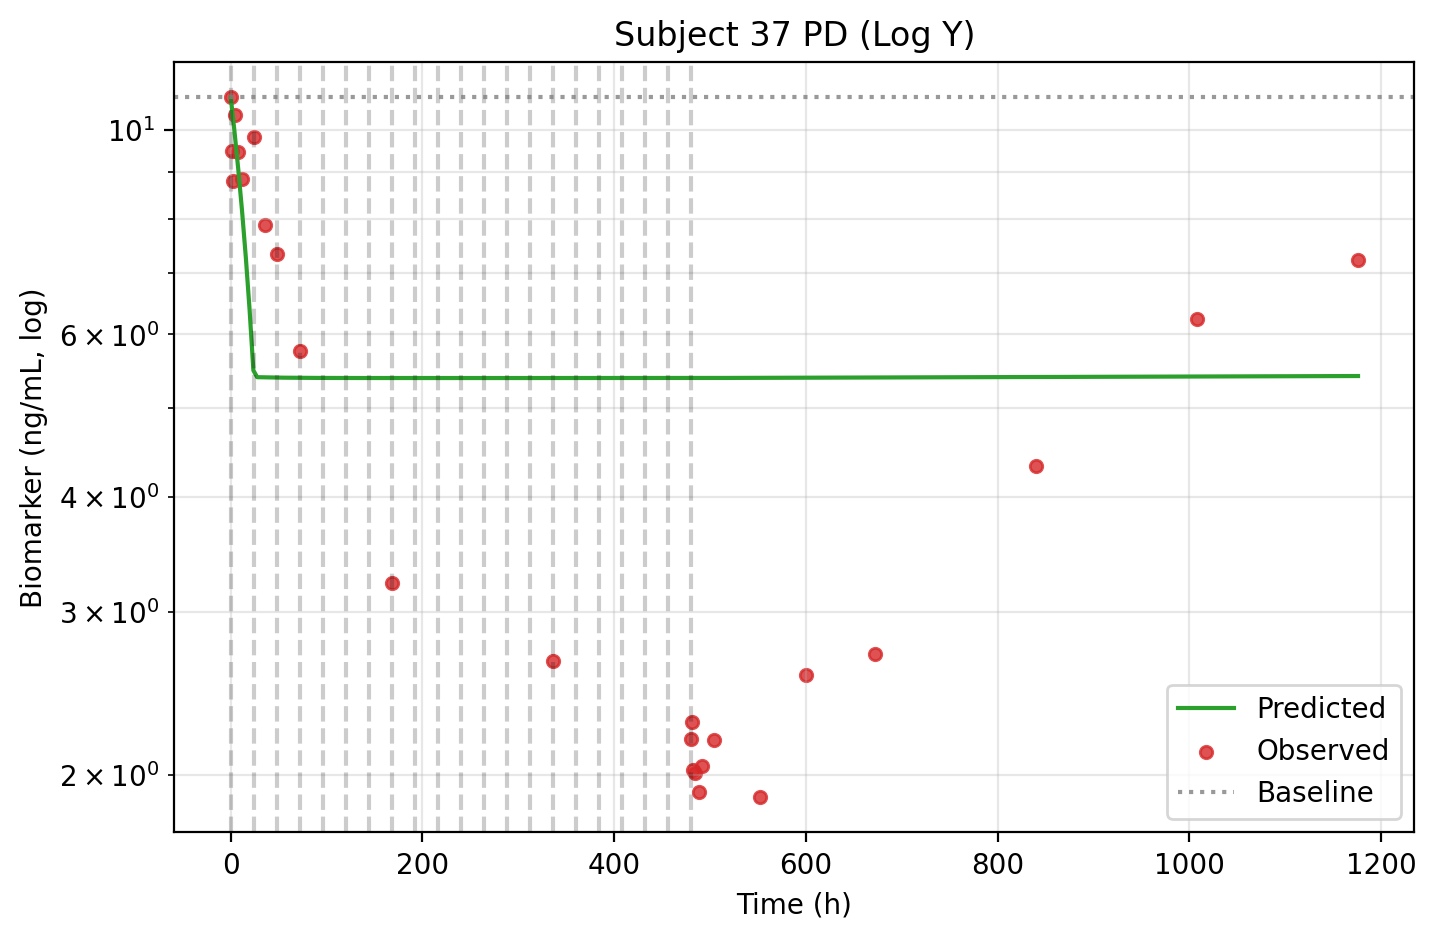 Subject 37 PD (Log Y)
Biomarker (ng/mL, log)
10¹
6 × 10⁰
4 × 10⁰
3 × 10⁰
2 × 10⁰
Predicted
Observed
Baseline
0 200 400 600 800 1000 1200
Time (h)